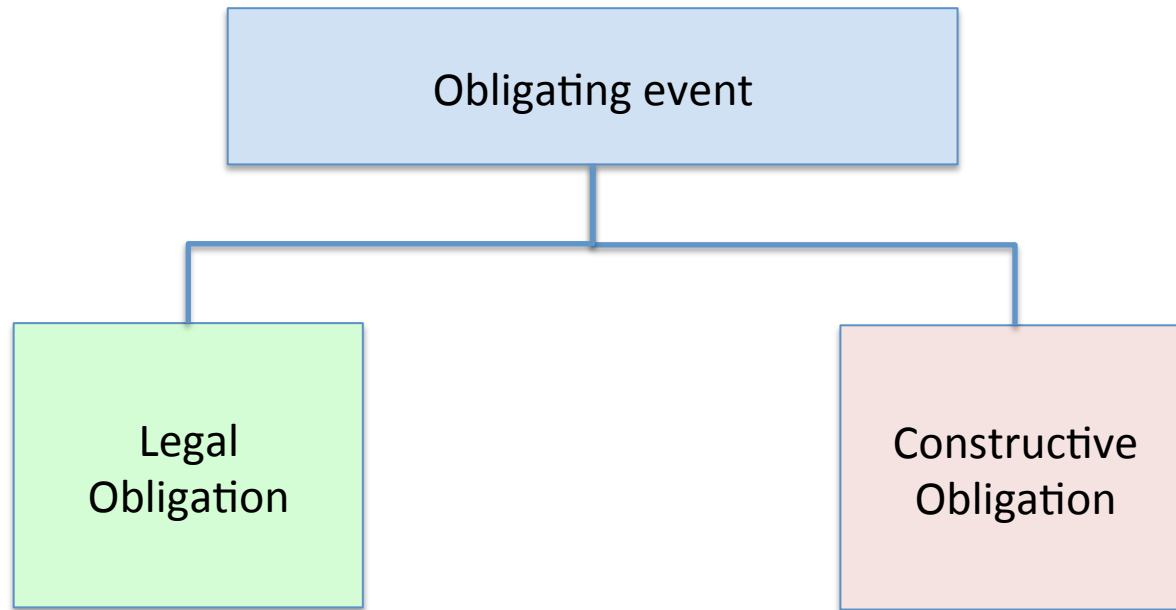 Obligating event
Legal
Obligation
Constructive
Obligation